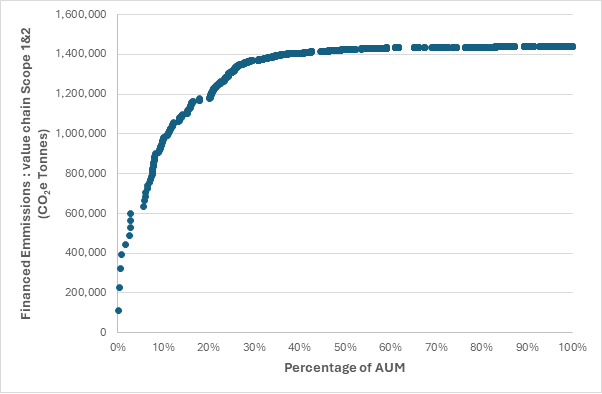 Financed Emmissions : value chain Scope 1&2
(CO₂e Tonnes)
1,600,000
1,400,000
1,200,000
1,000,000
800,000
600,000
400,000
200,000
0
0% 10% 20% 30% 40% 50% 60% 70% 80% 90% 100%
Percentage of AUM